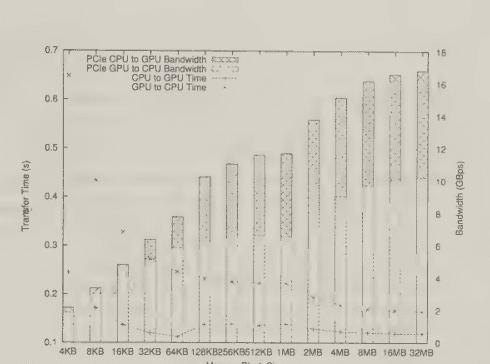 0.7
0.6
0.5
0.4
0.3
0.2
0.1
Transfer Time (s)
PCIe CPU to GPU Bandwidth
PCIe GPU to CPU Bandwidth
CPU to GPU Time
GPU to CPU Time
18
16
14
12
10
8
6
4
2
0
Bandwidth (GBps)
4KB 8KB 16KB 32KB 64KB 128KB 256KB 512KB 1MB 2MB 4MB 8MB 16MB 32MB